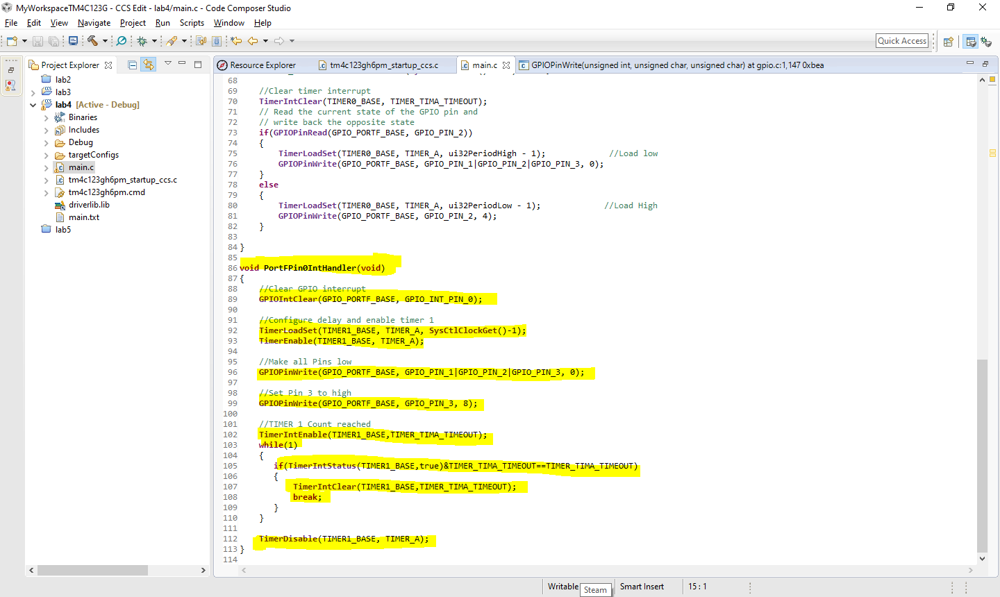 MyWorkspaceTM4C123G - CCS Edit - lab4/main.c - Code Composer Studio
File Edit View Navigate Project Run Scripts Window Help
Quick Access
Project Explorer
lab2
lab3
lab4 [Active - Debug]
Binaries
Includes
Debug
targetConfigs
main.c
tm4c123gh6pm_startup_ccs.c
tm4c123gh6pm.cmd
driverlib.lib
main.txt
lab5
Resource Explorer tm4c123gh6pm_startup_ccs.c main.c GPIOPinWrite(unsigned int, unsigned char, unsigned char) at gpio.c:1,147 0xbea
68
69 //Clear timer interrupt
70 TimerIntClear(TIMER0_BASE, TIMER_TIMA_TIMEOUT);
71 // Read the current state of the GPIO pin and
72 // write back the opposite state
73 if(GPIOPinRead(GPIO_PORTF_BASE, GPIO_PIN_2))
74 {
75 TimerLoadSet(TIMER0_BASE, TIMER_A, ui32PeriodHigh - 1); //Load low
76 GPIOPinWrite(GPIO_PORTF_BASE, GPIO_PIN_1|GPIO_PIN_2|GPIO_PIN_3, 0);
77 }
78 else
79 {
80 TimerLoadSet(TIMER0_BASE, TIMER_A, ui32PeriodLow - 1); //Load High
81 GPIOPinWrite(GPIO_PORTF_BASE, GPIO_PIN_2, 4);
82 }
83
84 }
85
86 void PortFPin0IntHandler(void)
87 {
88 //Clear GPIO interrupt
89 GPIOIntClear(GPIO_PORTF_BASE, GPIO_INT_PIN_0);
90
91 //Configure delay and enable timer 1
92 TimerLoadSet(TIMER1_BASE, TIMER_A, SysCtlClockGet()-1);
93 TimerEnable(TIMER1_BASE, TIMER_A);
94
95 //Make all Pins low
96 GPIOPinWrite(GPIO_PORTF_BASE, GPIO_PIN_1|GPIO_PIN_2|GPIO_PIN_3, 0);
97
98 //Set Pin 3 to high
99 GPIOPinWrite(GPIO_PORTF_BASE, GPIO_PIN_3, 8);
100
101 //TIMER 1 Count reached
102 TimerIntEnable(TIMER1_BASE,TIMER_TIMA_TIMEOUT);
103 while(1)
104 {
105 if(TimerIntStatus(TIMER1_BASE,true)&TIMER_TIMA_TIMEOUT==TIMER_TIMA_TIMEOUT)
106 {
107 TimerIntClear(TIMER1_BASE,TIMER_TIMA_TIMEOUT);
108 break;
109 }
110 }
111
112 TimerDisable(TIMER1_BASE, TIMER_A);
113 }
114
Writable Steam Smart Insert 15 : 1